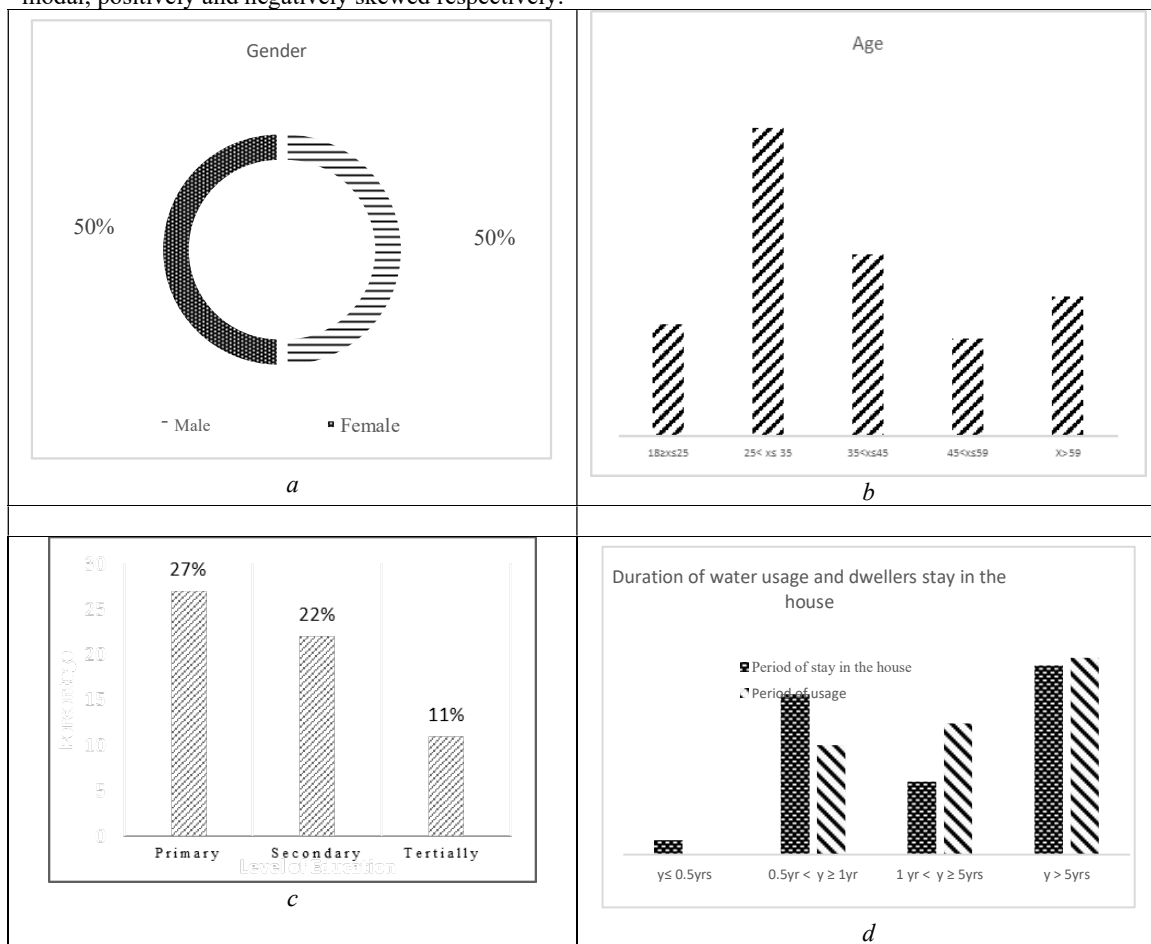 modal, positively and negatively skewed respectively.
Gender
50%
50%
Male
Female
a
Age
18≥x≤25
25< x≤ 35
35<x≤45
45<x≤59
X>59
b
30
25
20
15
10
5
0
27%
22%
11%
Primary
Secondary
Tertially
Level of Education
c
Duration of water usage and dwellers stay in the
house
Period of stay in the house
Period of usage
y≤ 0.5yrs
0.5yr < y ≥ 1yr
1 yr < y ≥ 5yrs
y > 5yrs
d